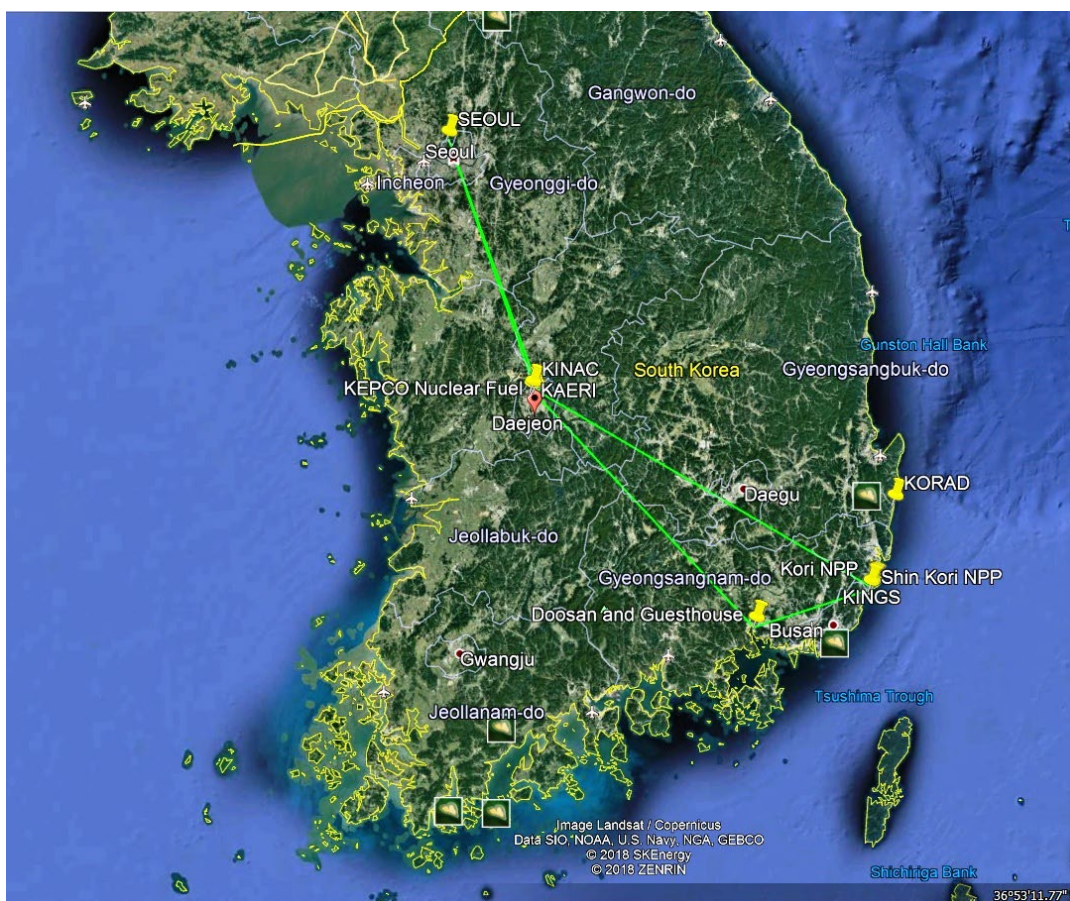 Gangwon-do
SEOUL
Seoul
Incheon
Gyeonggi-do
Gunston Hall Bank
KINAC
South Korea
Gyeongsangbuk-do
KEPCO Nuclear Fuel
KAERI
Daejeon
KORAD
Daegu
Jeollabuk-do
Kori NPP
Gyeongsangnam-do
Shin Kori NPP
KINGS
Doosan and Guesthouse
Busan
Gwangju
Tsushima Trough
Jeollanam-do
Image Landsat / Copernicus
Data SIO, NOAA, U.S. Navy, NGA, GEBCO
© 2018 SKEnergy
© 2018 ZENRIN
Shichiriga Bank
36°53'11.77"